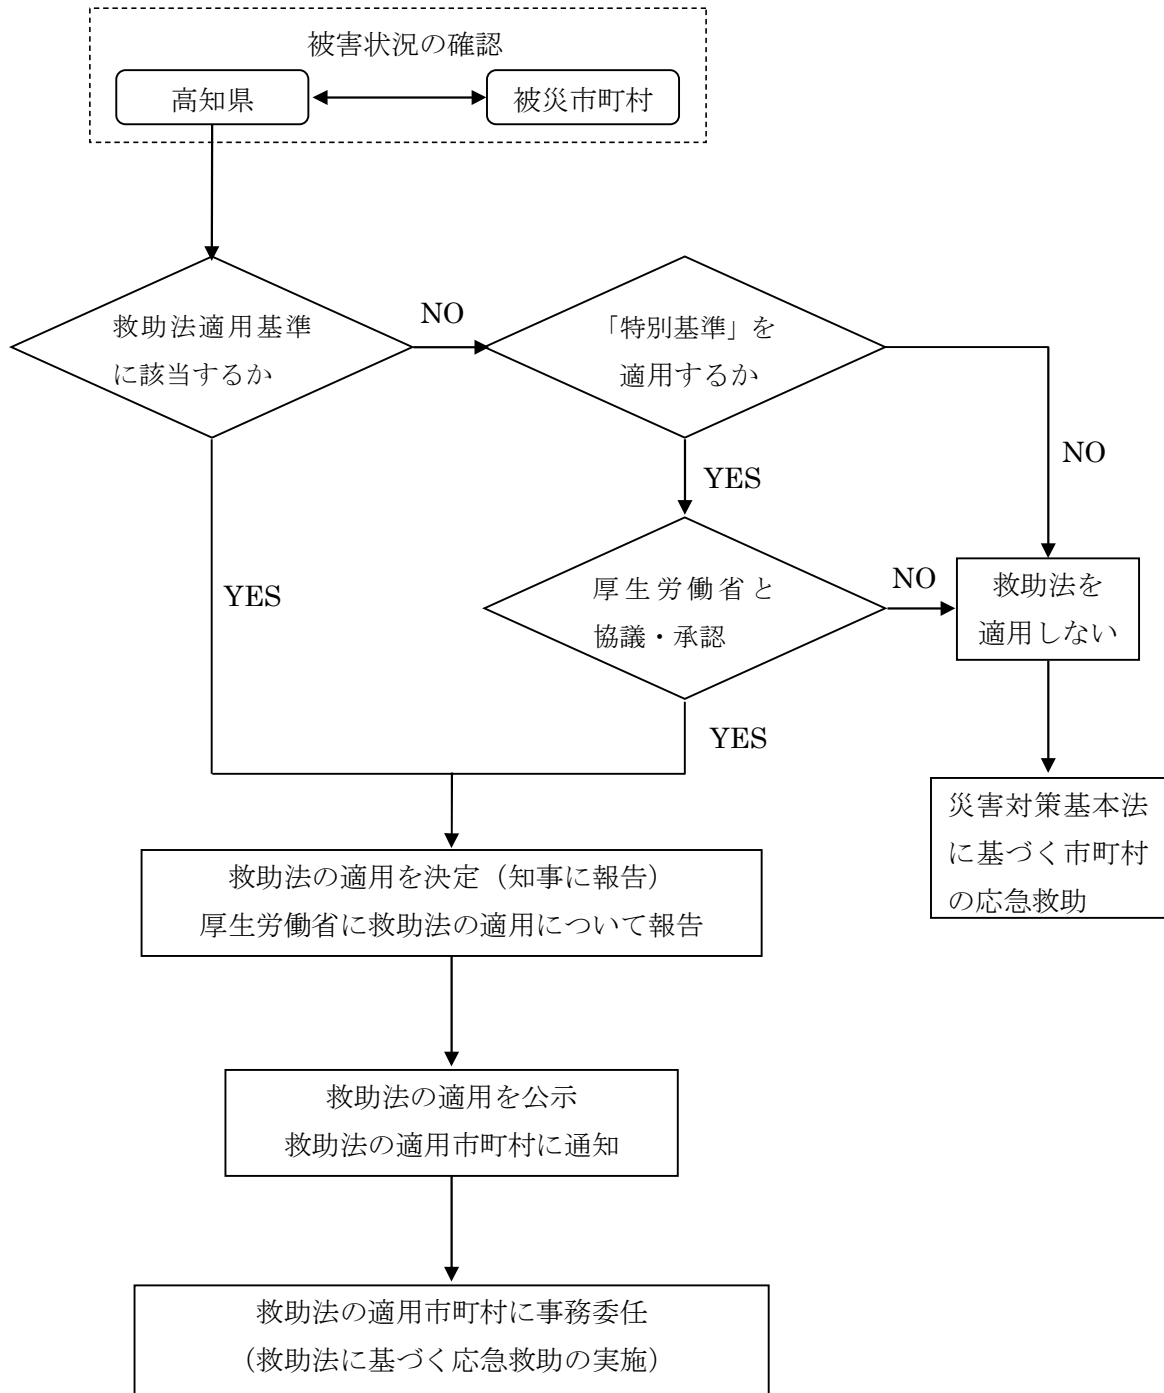 被害状況の確認
高知県
被災市町村
救助法適用基準
に該当するか
NO
「特別基準」を
適用するか
NO
YES
厚生労働省と
協議・承認
NO
救助法を
適用しない
YES
YES
災害対策基本法
に基づく市町村
の応急救助
救助法の適用を決定（知事に報告）
厚生労働省に救助法の適用について報告
救助法の適用を公示
救助法の適用市町村に通知
救助法の適用市町村に事務委任
（救助法に基づく応急救助の実施）